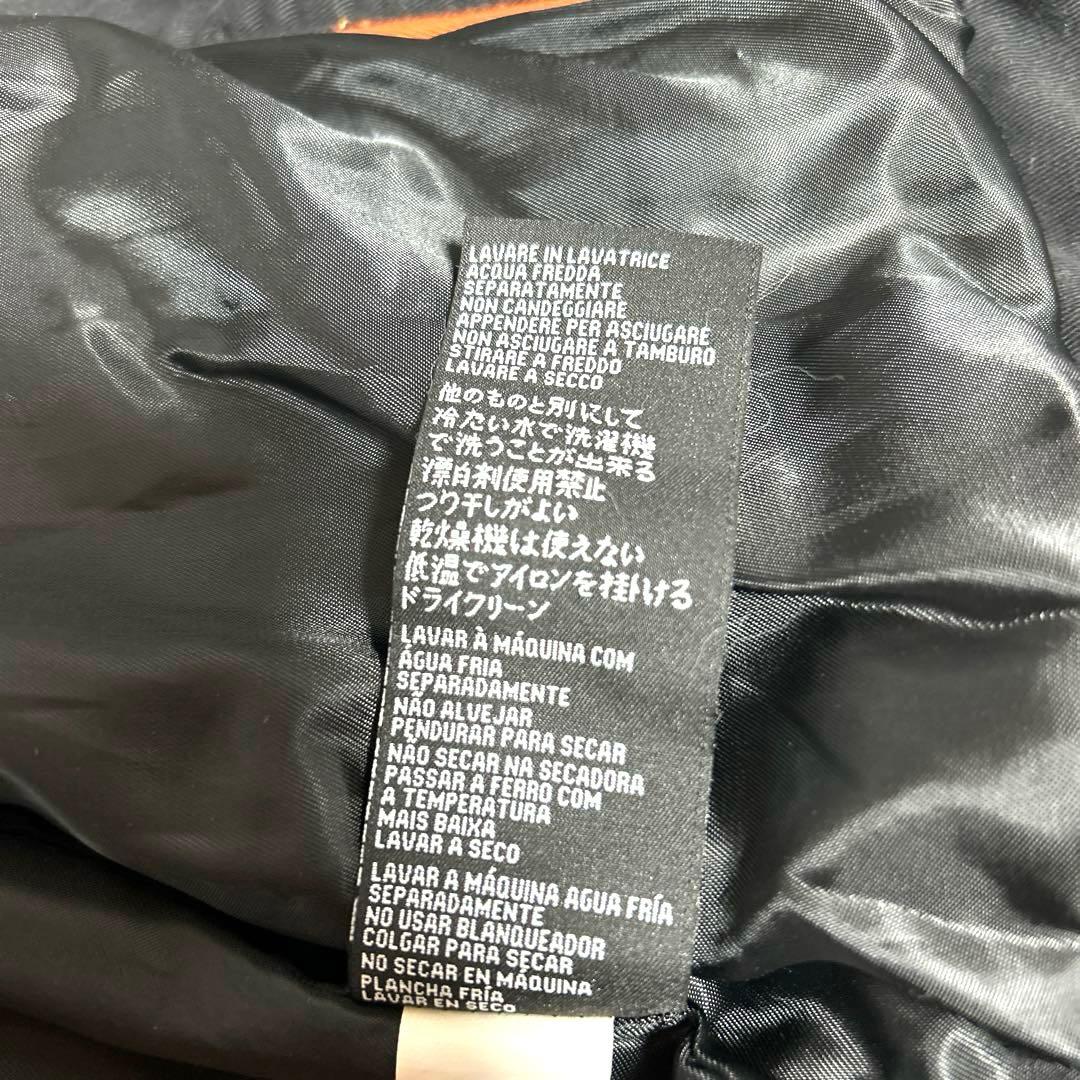 LAVARE IN LAVATRICE
ACQUA FREDDA
SEPARATAMENTE
NON CANDEGGIARE
APPENDERE PER ASCIUGARE
NON ASCIUGARE A TAMBURO
STIRARE A FREDDO
LAVARE A SECCO
他のものと別にして
冷たい水で洗濯機
で洗うことが出来る
漂白剤使用禁止
つり干しがよい
乾燥機は使えない
低温でアイロンを掛ける
ドライクリーン
LAVAR À MÁQUINA COM
ÁGUA FRIA
SEPARADAMENTE
NÃO ALVEJAR
PENDURAR PARA SECAR
NÃO SECAR NA SECADORA
PASSAR A FERRO COM
A TEMPERATURA
MAIS BAIXA
LAVAR A SECO
LAVAR A MÁQUINA AGUA FRÍA
SEPARADAMENTE
NO USAR BLANQUEADOR
COLGAR PARA SECAR
NO SECAR EN MÁQUINA
PLANCHA FRÍA
LAVAR EN SECO